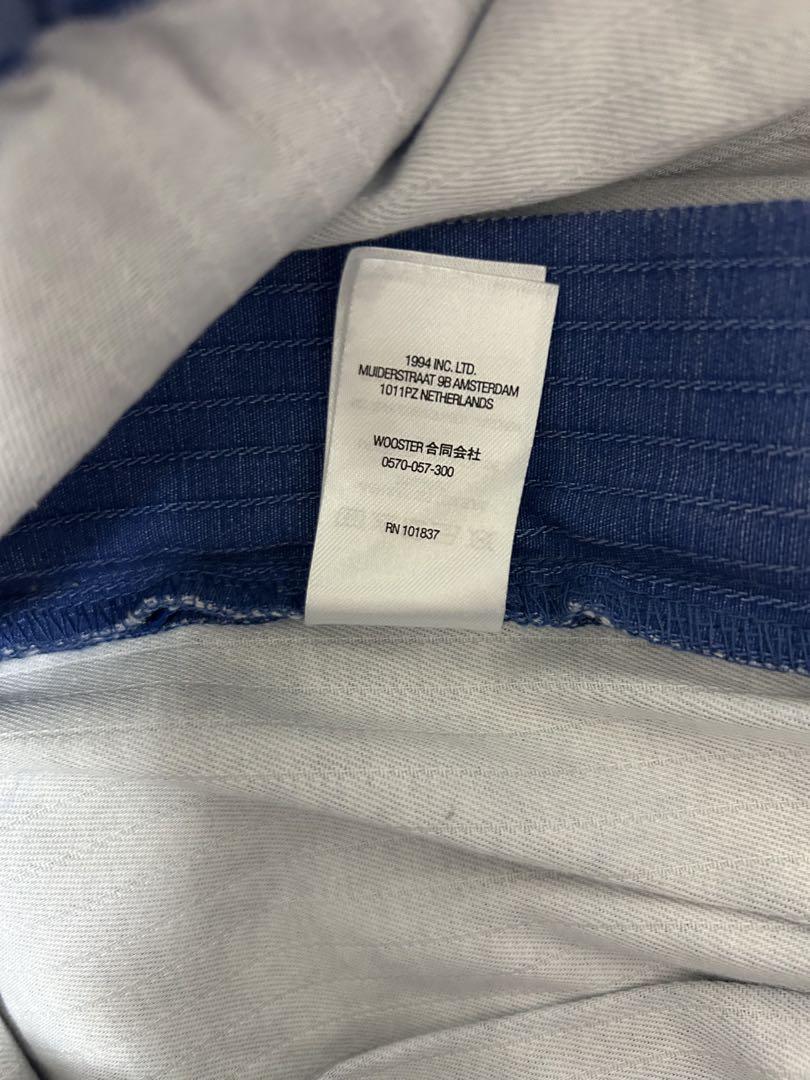 1994 INC. LTD.
MUIDERSTRAAT 9B AMSTERDAM
1011PZ NETHERLANDS
WOOSTER 合同会社
0570-057-300
RN 101837